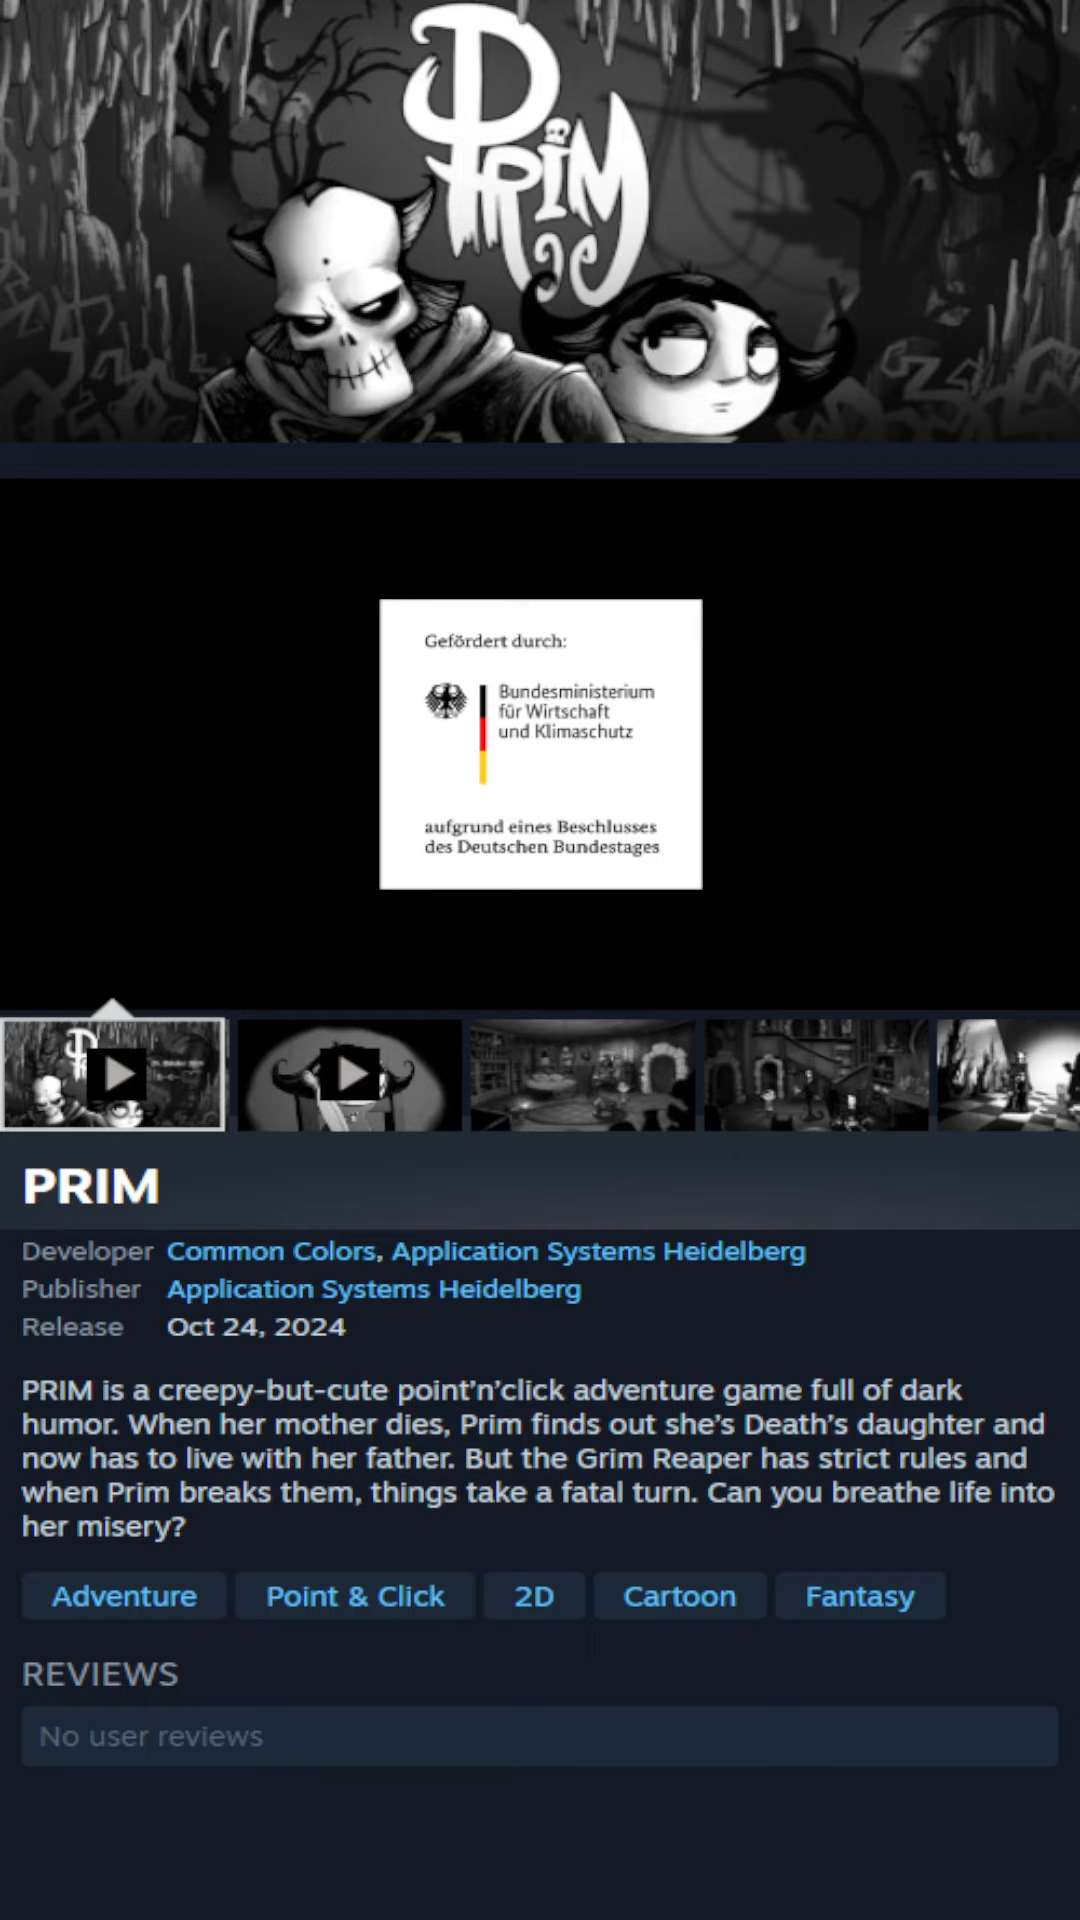 PRIM
Gefördert durch:
Bundesministerium
für Wirtschaft
und Klimaschutz
aufgrund eines Beschlusses
des Deutschen Bundestages
PRIM
Developer Common Colors, Application Systems Heidelberg
Publisher Application Systems Heidelberg
Release Oct 24, 2024
PRIM is a creepy-but-cute point’n’click adventure game full of dark
humor. When her mother dies, Prim finds out she’s Death’s daughter and
now has to live with her father. But the Grim Reaper has strict rules and
when Prim breaks them, things take a fatal turn. Can you breathe life into
her misery?
Adventure Point & Click 2D Cartoon Fantasy
REVIEWS
No user reviews